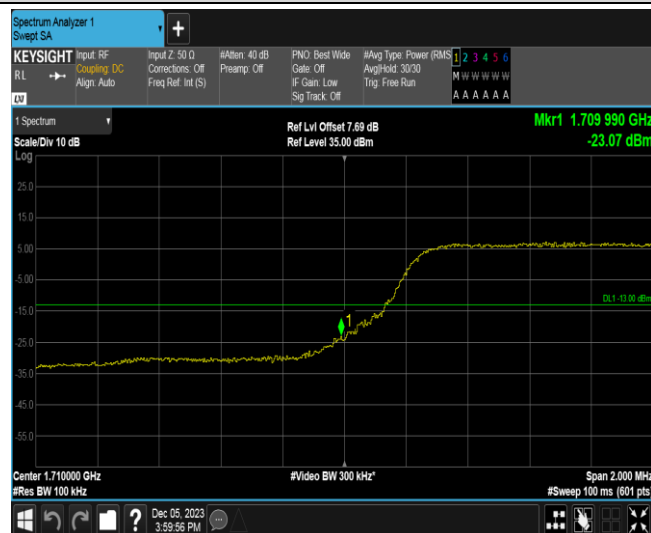 Spectrum Analyzer 1
Swept SA
+
KEYSIGHT
RL
Input: RF
Coupling: DC
Align: Auto
Input Z: 50 Ω
Corrections: Off
Freq Ref: Int (S)
#Atten: 40 dB
Preamp: Off
PNO: Best Wide
Gate: Off
IF Gain: Low
Sig Track: Off
#Avg Type: Power (RMS
Avg|Hold: 30/30
Trig: Free Run
1 2 3 4 5 6
M W W W W W
A A A A A A
LXI
1 Spectrum
Scale/Div 10 dB
Ref Lvl Offset 7.69 dB
Ref Level 35.00 dBm
Mkr1 1.709 990 GHz
-23.07 dBm
Log
25.0
15.0
5.00
-5.00
DL1 -13.00 dBm
-15.0
1
-25.0
-35.0
-45.0
-55.0
Center 1.710000 GHz
#Video BW 300 kHz*
Span 2.000 MHz
#Res BW 100 kHz
#Sweep 100 ms (601 pts)
?
Dec 05, 2023
3:59:56 PM